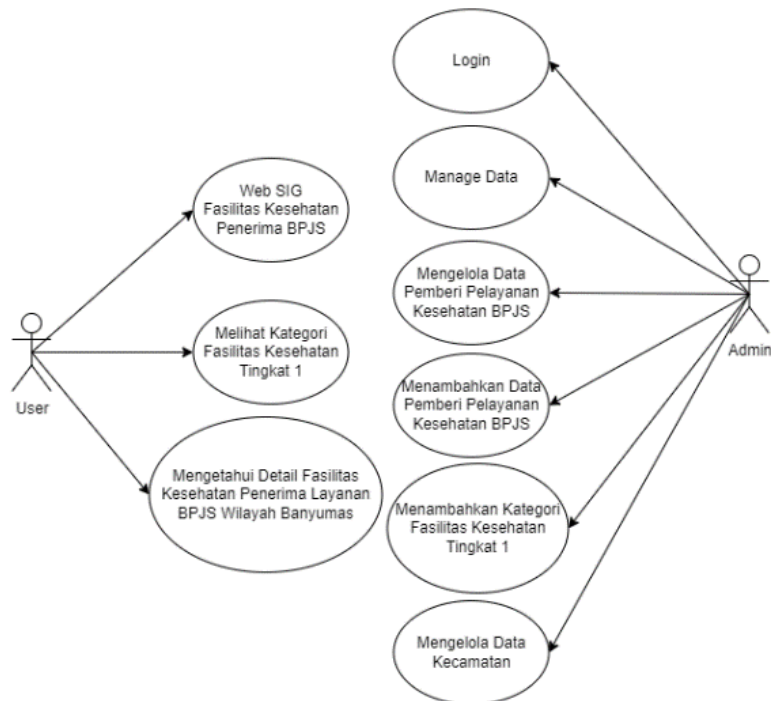 Login
Manage Data
Web SIG
Fasilitas Kesehatan
Penerima BPJS
Mengelola Data
Pemberi Pelayanan
Kesehatan BPJS
Admin
Melihat Kategori
Fasilitas Kesehatan
Tingkat 1
User
Menambahkan Data
Pemberi Pelayanan
Kesehatan BPJS
Mengetahui Detail Fasilitas
Kesehatan Penerima Layanan
BPJS Wilayah Banyumas
Menambahkan Kategori
Fasilitas Kesehatan
Tingkat 1
Mengelola Data
Kecamatan